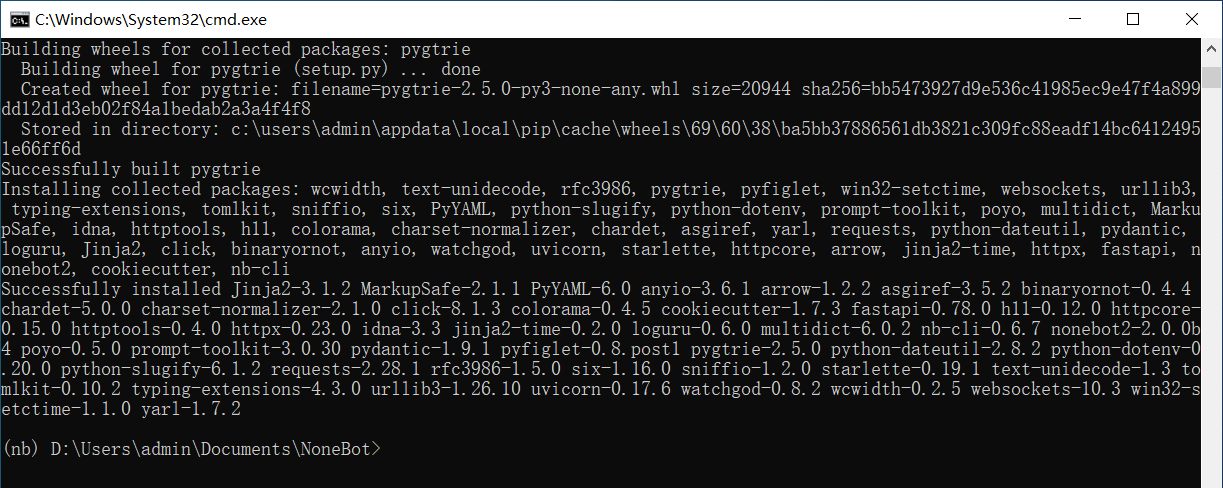 C:\Windows\System32\cmd.exe
Building wheels for collected packages: pygtrie
  Building wheel for pygtrie (setup.py) ... done
  Created wheel for pygtrie: filename=pygtrie-2.5.0-py3-none-any.whl size=20944 sha256=bb5473927d9e536c41985ec9e47f4a899
dd12d1d3eb02f84a1bedab2a3a4f4f8
  Stored in directory: c:\users\admin\appdata\local\pip\cache\wheels\69\60\38\ba5bb37886561db3821c309fc88eadf14bc6412495
1e66ff6d
Successfully built pygtrie
Installing collected packages: wcwidth, text-unidecode, rfc3986, pygtrie, pyfiglet, win32-setctime, websockets, urllib3,
 typing-extensions, tomlkit, sniffio, six, PyYAML, python-slugify, python-dotenv, prompt-toolkit, poyo, multidict, Marku
pSafe, idna, httptools, h11, colorama, charset-normalizer, chardet, asgiref, yarl, requests, python-dateutil, pydantic,
loguru, Jinja2, click, binaryornot, anyio, watchgod, uvicorn, starlette, httpcore, arrow, jinja2-time, httpx, fastapi, n
onebot2, cookiecutter, nb-cli
Successfully installed Jinja2-3.1.2 MarkupSafe-2.1.1 PyYAML-6.0 anyio-3.6.1 arrow-1.2.2 asgiref-3.5.2 binaryornot-0.4.4
chardet-5.0.0 charset-normalizer-2.1.0 click-8.1.3 colorama-0.4.5 cookiecutter-1.7.3 fastapi-0.78.0 h11-0.12.0 httpcore-
0.15.0 httptools-0.4.0 httpx-0.23.0 idna-3.3 jinja2-time-0.2.0 loguru-0.6.0 multidict-6.0.2 nb-cli-0.6.7 nonebot2-2.0.0b
4 poyo-0.5.0 prompt-toolkit-3.0.30 pydantic-1.9.1 pyfiglet-0.8.post1 pygtrie-2.5.0 python-dateutil-2.8.2 python-dotenv-0
.20.0 python-slugify-6.1.2 requests-2.28.1 rfc3986-1.5.0 six-1.16.0 sniffio-1.2.0 starlette-0.19.1 text-unidecode-1.3 to
mlkit-0.10.2 typing-extensions-4.3.0 urllib3-1.26.10 uvicorn-0.17.6 watchgod-0.8.2 wcwidth-0.2.5 websockets-10.3 win32-s
etctime-1.1.0 yarl-1.7.2
(nb) D:\Users\admin\Documents\NoneBot>